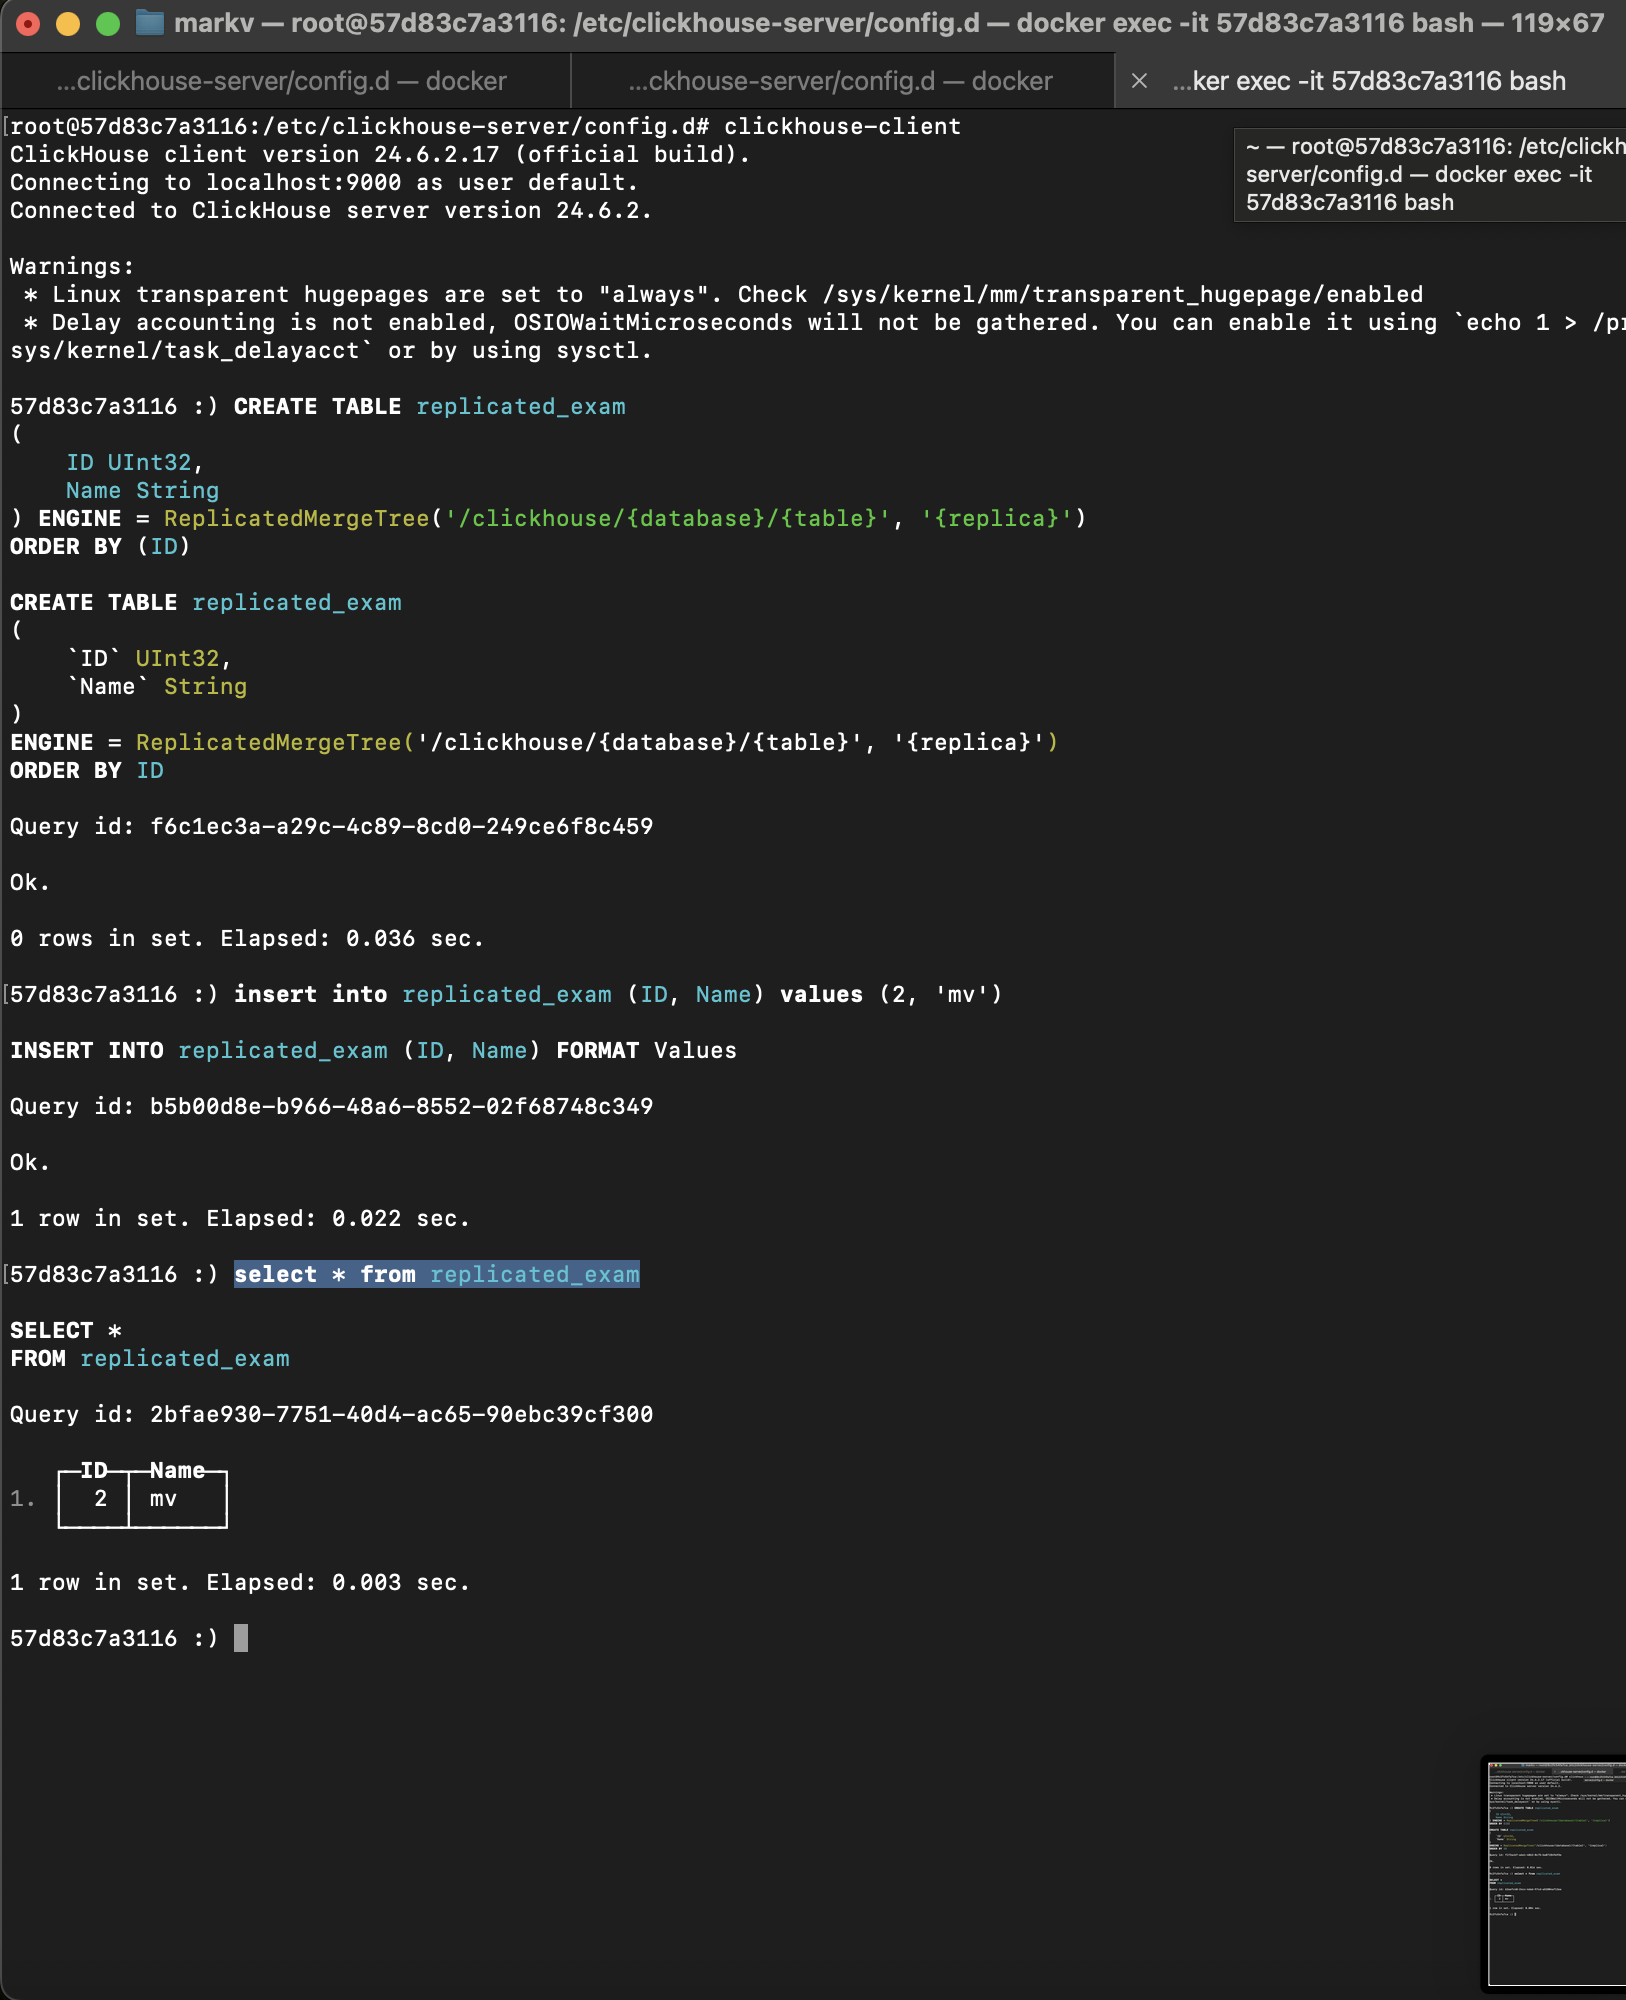 markv — root@57d83c7a3116: /etc/clickhouse-server/config.d — docker exec -it 57d83c7a3116 bash — 119×67
...clickhouse-server/config.d — docker
...ckhouse-server/config.d — docker
...ker exec -it 57d83c7a3116 bash
[root@57d83c7a3116:/etc/clickhouse-server/config.d# clickhouse-client
ClickHouse client version 24.6.2.17 (official build).
Connecting to localhost:9000 as user default.
Connected to ClickHouse server version 24.6.2.
~ — root@57d83c7a3116: /etc/clickh
server/config.d — docker exec -it
57d83c7a3116 bash
Warnings:
 * Linux transparent hugepages are set to "always". Check /sys/kernel/mm/transparent_hugepage/enabled
 * Delay accounting is not enabled, OSIOWaitMicroseconds will not be gathered. You can enable it using `echo 1 > /pr
sys/kernel/task_delayacct` or by using sysctl.
57d83c7a3116 :) CREATE TABLE replicated_exam
(
    ID UInt32,
    Name String
) ENGINE = ReplicatedMergeTree('/clickhouse/{database}/{table}', '{replica}')
ORDER BY (ID)
CREATE TABLE replicated_exam
(
    `ID` UInt32,
    `Name` String
)
ENGINE = ReplicatedMergeTree('/clickhouse/{database}/{table}', '{replica}')
ORDER BY ID
Query id: f6c1ec3a-a29c-4c89-8cd0-249ce6f8c459
Ok.
0 rows in set. Elapsed: 0.036 sec.
[57d83c7a3116 :) insert into replicated_exam (ID, Name) values (2, 'mv')
INSERT INTO replicated_exam (ID, Name) FORMAT Values
Query id: b5b00d8e-b966-48a6-8552-02f68748c349
Ok.
1 row in set. Elapsed: 0.022 sec.
[57d83c7a3116 :) select * from replicated_exam
SELECT *
FROM replicated_exam
Query id: 2bfae930-7751-40d4-ac65-90ebc39cf300
ID Name
1. 2 mv
1 row in set. Elapsed: 0.003 sec.
57d83c7a3116 :)